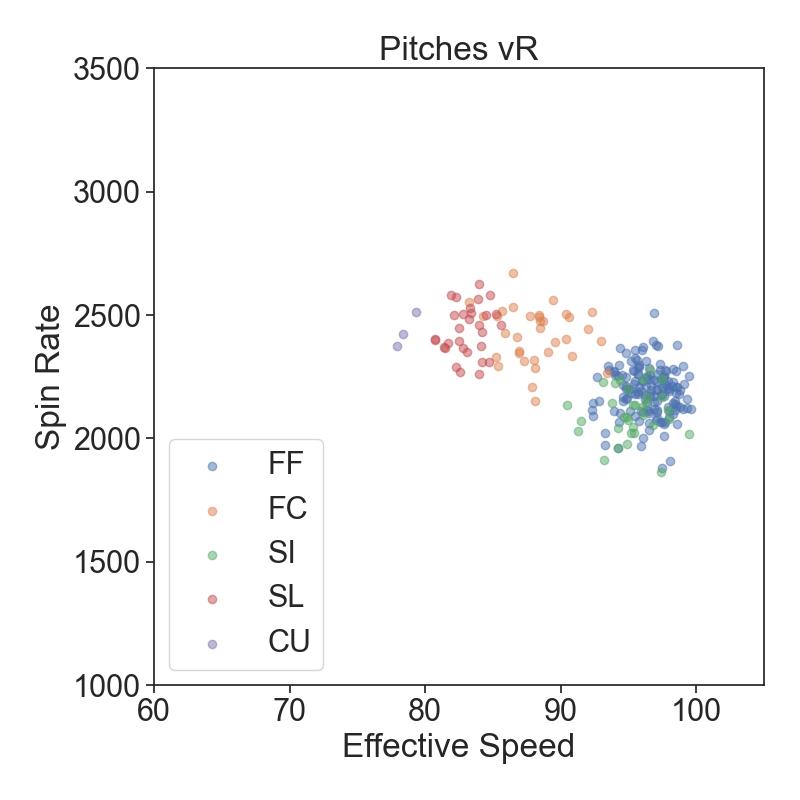 Pitches vR
3500
3000
2500
2000
1500
1000
Spin Rate
FF
FC
SI
SL
CU
60 70 80 90 100
Effective Speed